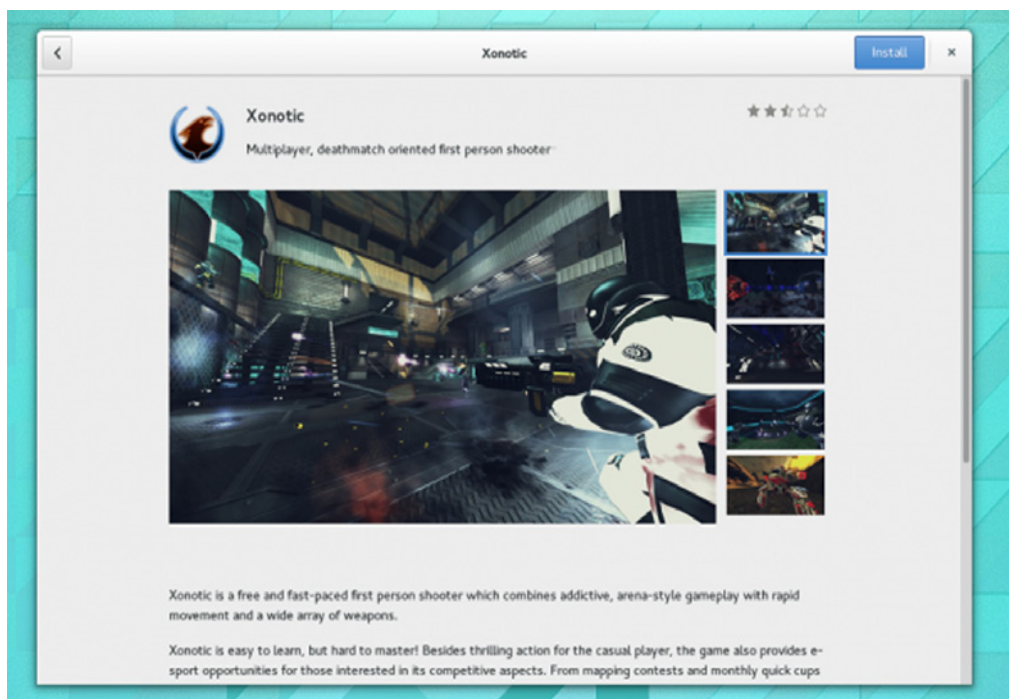 Xonotic
Install
Xonotic
Multiplayer, deathmatch oriented first person shooter
Xonotic is a free and fast-paced first person shooter which combines addictive, arena-style gameplay with rapid
movement and a wide array of weapons.
Xonotic is easy to learn, but hard to master! Besides thrilling action for the casual player, the game also provides e-
sport opportunities for those interested in its competitive aspects. From mapping contests and monthly quick cups